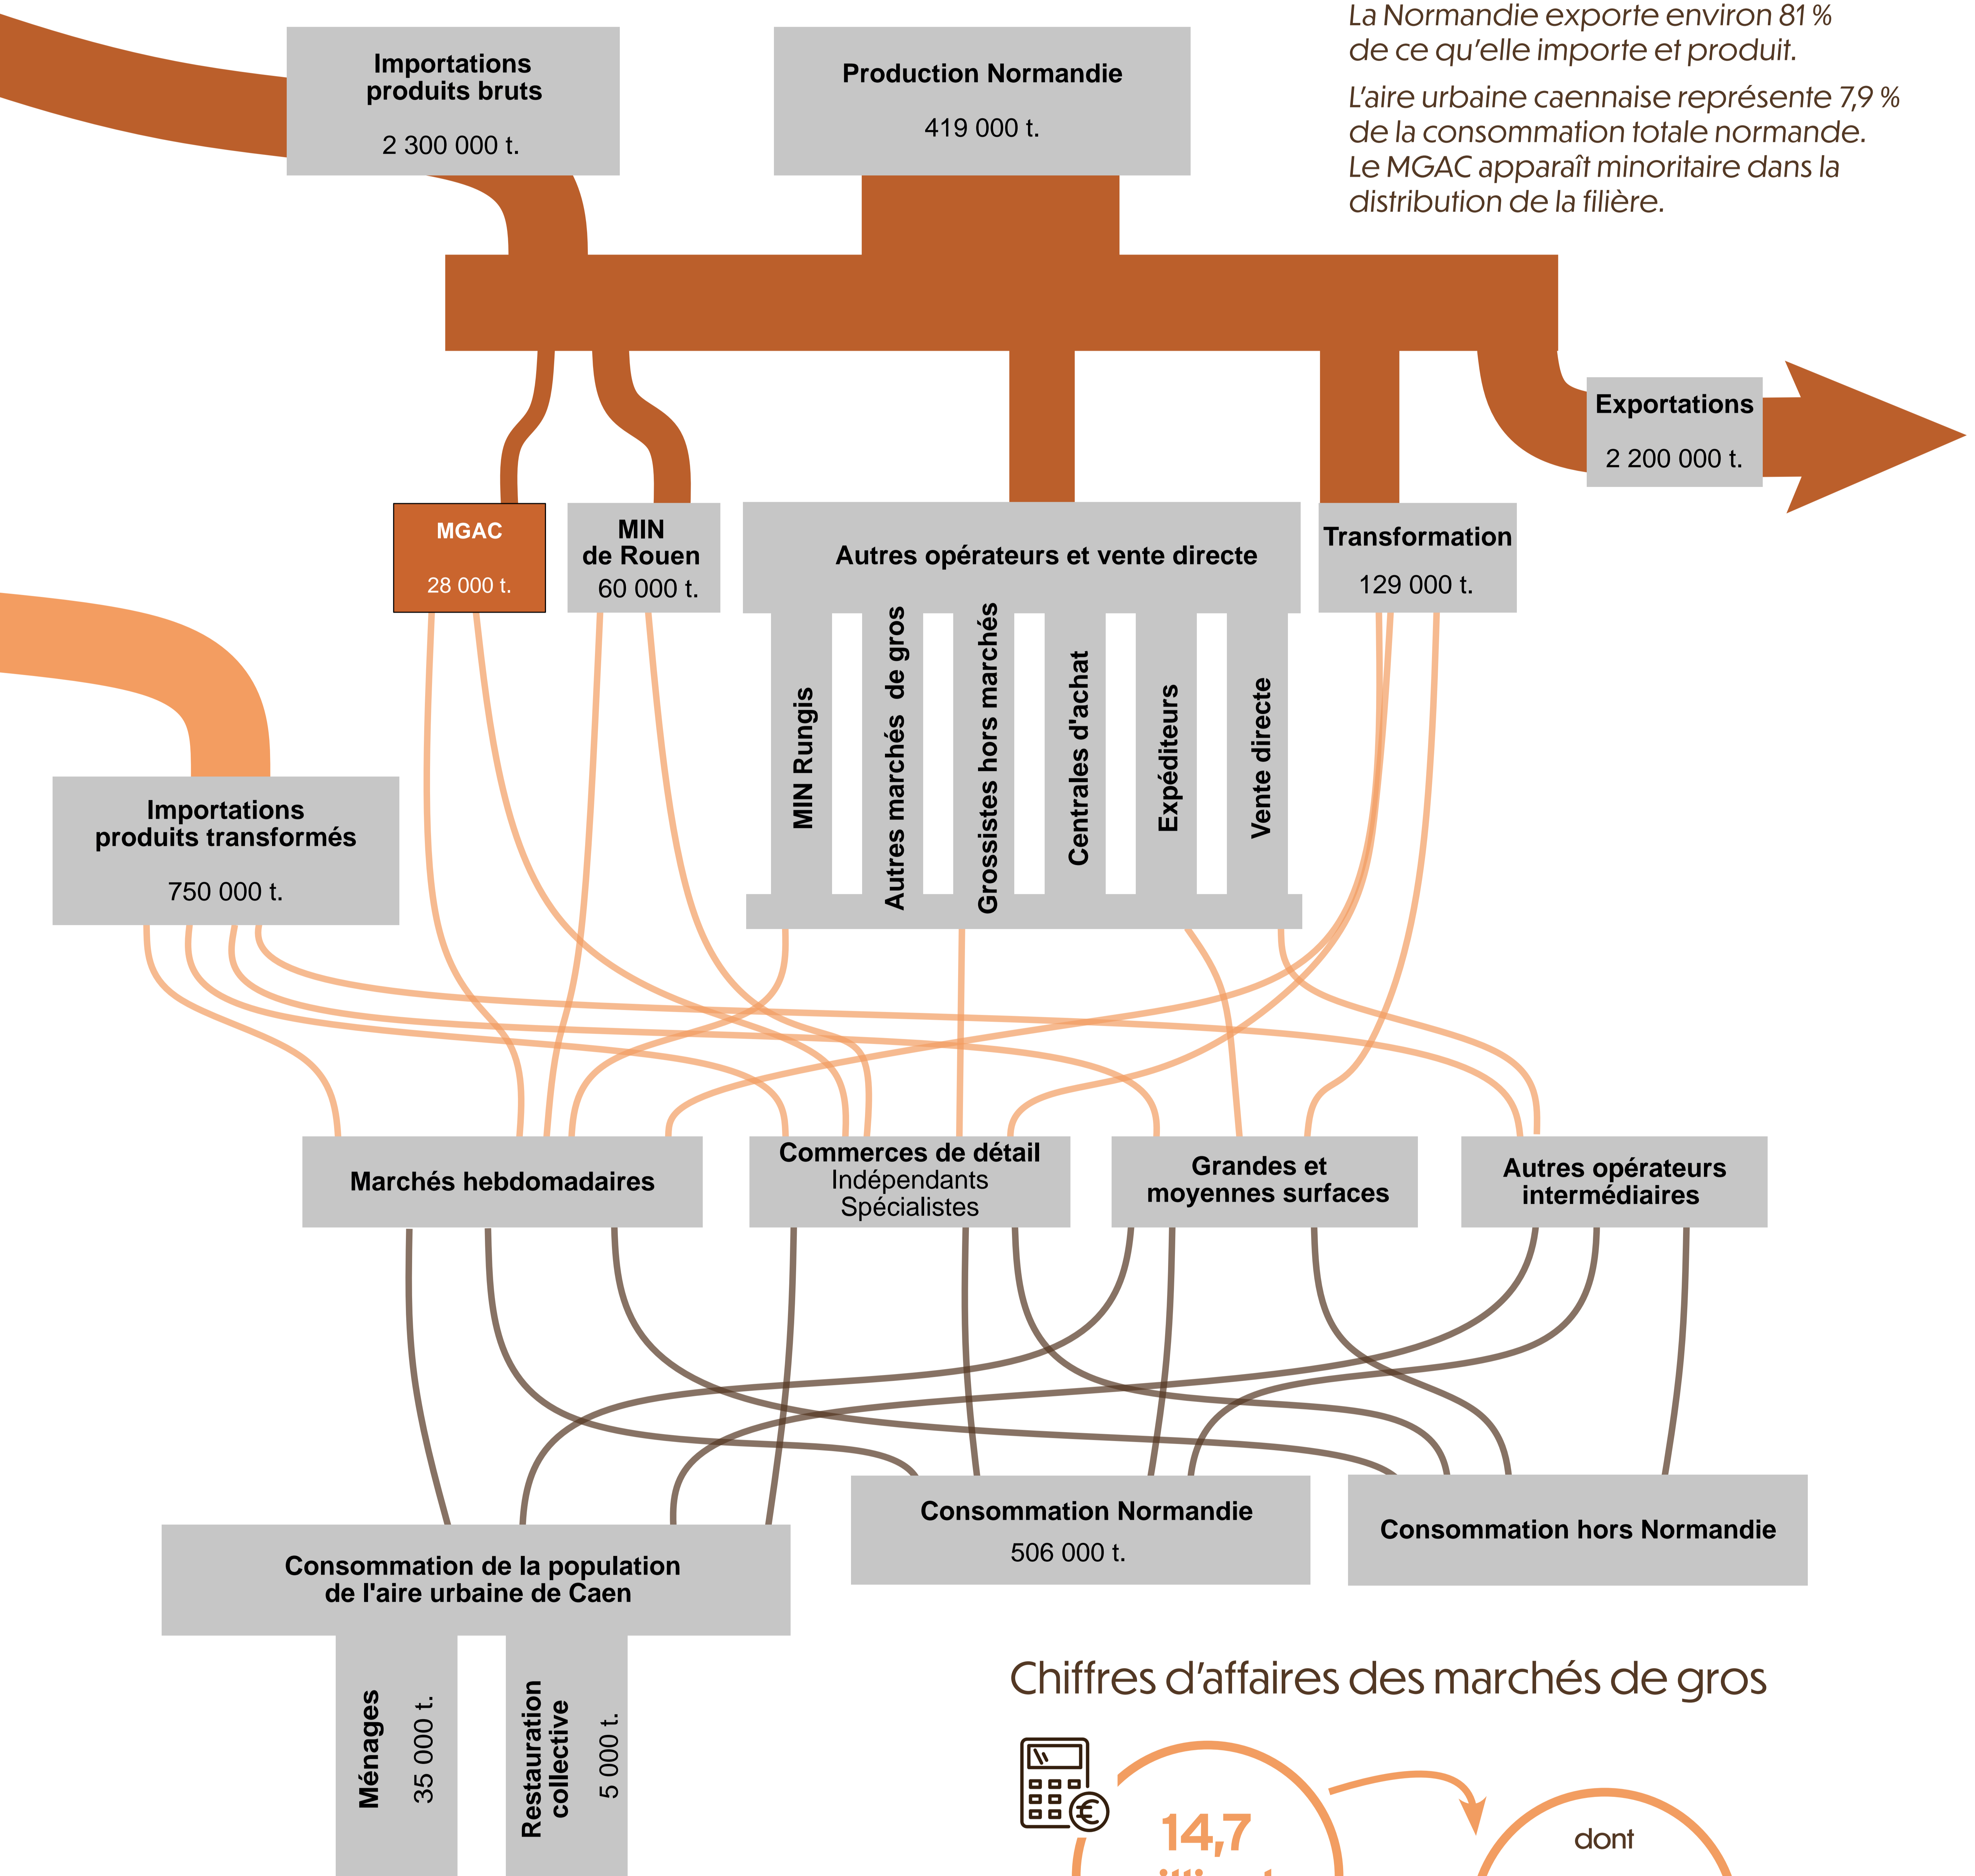 La Normandie exporte environ 81 %
de ce qu'elle importe et produit.
L'aire urbaine caennaise représente 7,9 %
de la consommation totale normande.
Le MGAC apparaît minoritaire dans la
distribution de la filière.
Importations
produits bruts
2 300 000 t.
Production Normandie
419 000 t.
Exportations
2 200 000 t.
MGAC
28 000 t.
MIN
de Rouen
60 000 t.
Autres opérateurs et vente directe
Transformation
129 000 t.
MIN Rungis
Autres marchés de gros
Grossistes hors marchés
Centrales d'achat
Expéditeurs
Vente directe
Importations
produits transformés
750 000 t.
Marchés hebdomadaires
Commerces de détail
Indépendants
Spécialistes
Grandes et
moyennes surfaces
Autres opérateurs
intermédiaires
Consommation de la population
de l'aire urbaine de Caen
Consommation Normandie
506 000 t.
Consommation hors Normandie
Ménages
35 000 t.
Restauration
collective
5 000 t.
Chiffres d'affaires des marchés de gros
14,7
dont